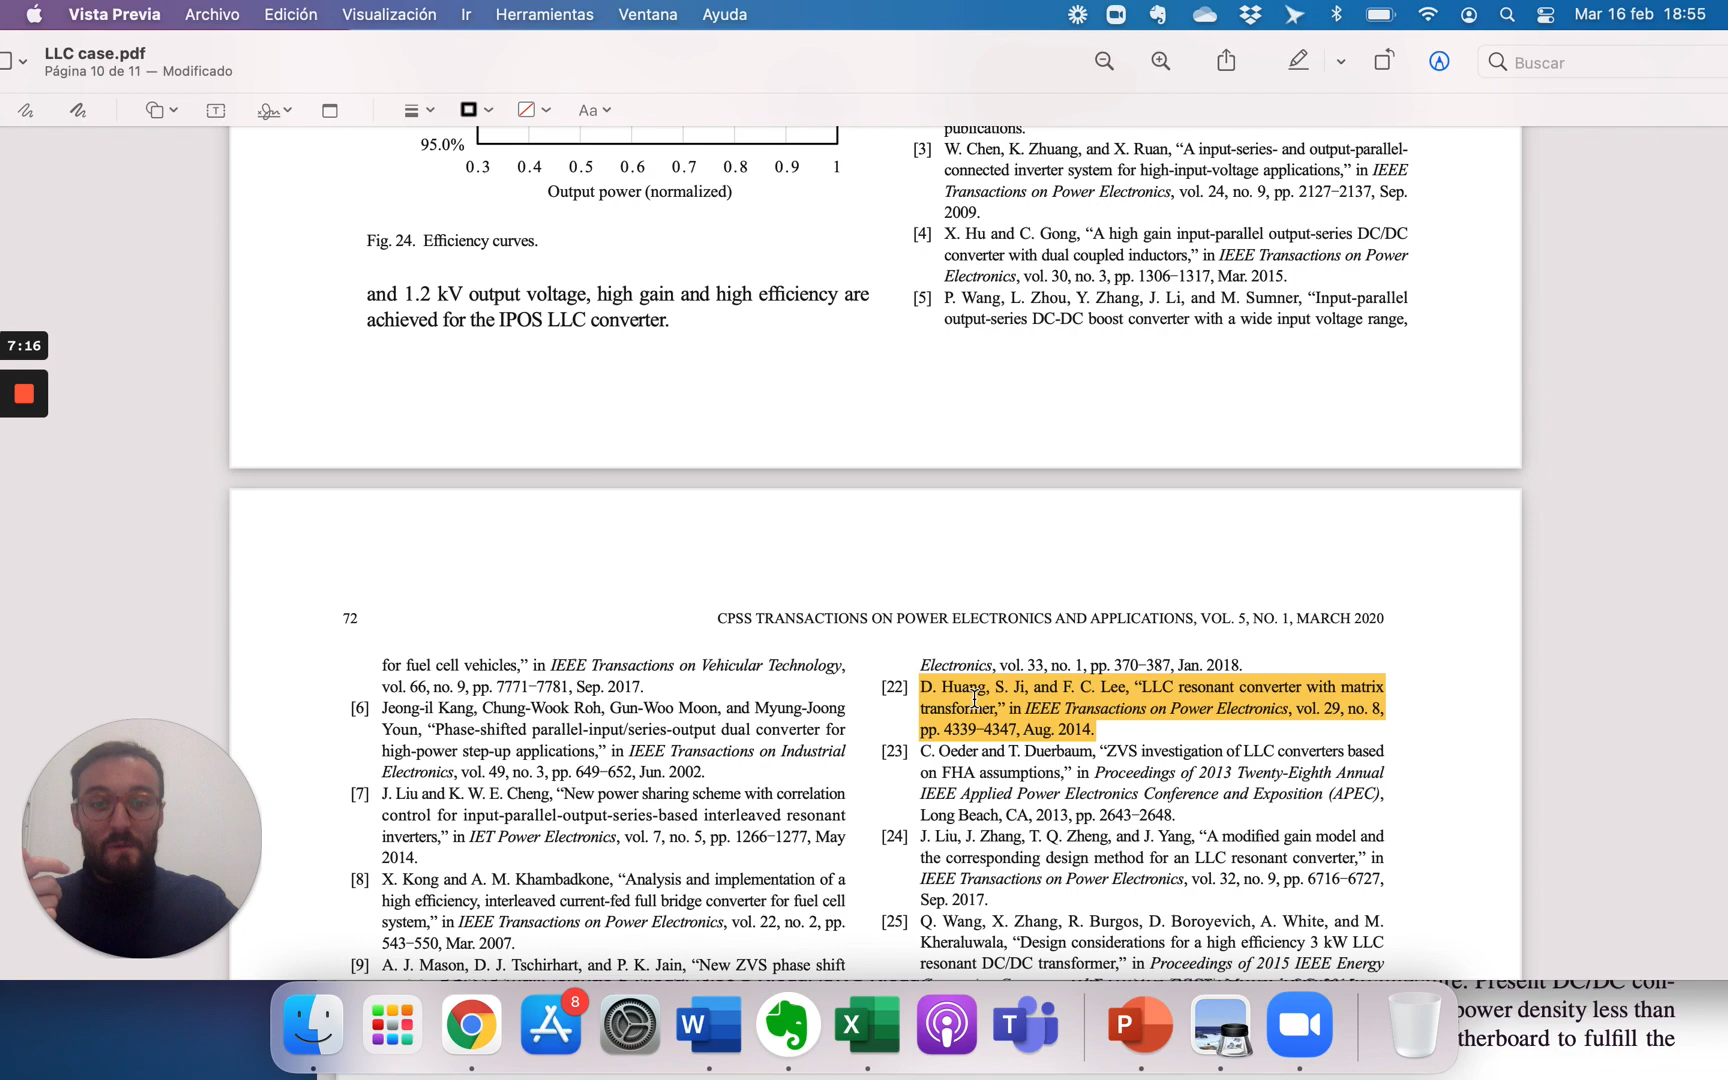 Vista Previa Archivo Edición Visualización Ir Herramientas Ventana Ayuda Mar 16 feb 18:55
LLC case.pdf
Página 10 de 11 — Modificado
Buscar
Aa
7:16
95.0%
0.3 0.4 0.5 0.6 0.7 0.8 0.9 1
Output power (normalized)
Fig. 24. Efficiency curves.
and 1.2 kV output voltage, high gain and high efficiency are
achieved for the IPOS LLC converter.
publications.
[3] W. Chen, K. Zhuang, and X. Ruan, “A input-series- and output-parallel-
connected inverter system for high-input-voltage applications,” in IEEE
Transactions on Power Electronics, vol. 24, no. 9, pp. 2127−2137, Sep.
2009.
[4] X. Hu and C. Gong, “A high gain input-parallel output-series DC/DC
converter with dual coupled inductors,” in IEEE Transactions on Power
Electronics, vol. 30, no. 3, pp. 1306−1317, Mar. 2015.
[5] P. Wang, L. Zhou, Y. Zhang, J. Li, and M. Sumner, “Input-parallel
output-series DC-DC boost converter with a wide input voltage range,
72 CPSS TRANSACTIONS ON POWER ELECTRONICS AND APPLICATIONS, VOL. 5, NO. 1, MARCH 2020
for fuel cell vehicles,” in IEEE Transactions on Vehicular Technology,
vol. 66, no. 9, pp. 7771−7781, Sep. 2017.
[6] Jeong-il Kang, Chung-Wook Roh, Gun-Woo Moon, and Myung-Joong
Youn, “Phase-shifted parallel-input/series-output dual converter for
high-power step-up applications,” in IEEE Transactions on Industrial
Electronics, vol. 49, no. 3, pp. 649−652, Jun. 2002.
[7] J. Liu and K. W. E. Cheng, “New power sharing scheme with correlation
control for input-parallel-output-series-based interleaved resonant
inverters,” in IET Power Electronics, vol. 7, no. 5, pp. 1266−1277, May
2014.
[8] X. Kong and A. M. Khambadkone, “Analysis and implementation of a
high efficiency, interleaved current-fed full bridge converter for fuel cell
system,” in IEEE Transactions on Power Electronics, vol. 22, no. 2, pp.
543−550, Mar. 2007.
[9] A. J. Mason, D. J. Tschirhart, and P. K. Jain, “New ZVS phase shift
Electronics, vol. 33, no. 1, pp. 370−387, Jan. 2018.
[22] D. Huang, S. Ji, and F. C. Lee, “LLC resonant converter with matrix
transformer,” in IEEE Transactions on Power Electronics, vol. 29, no. 8,
pp. 4339−4347, Aug. 2014.
[23] C. Oeder and T. Duerbaum, “ZVS investigation of LLC converters based
on FHA assumptions,” in Proceedings of 2013 Twenty-Eighth Annual
IEEE Applied Power Electronics Conference and Exposition (APEC),
Long Beach, CA, 2013, pp. 2643−2648.
[24] J. Liu, J. Zhang, T. Q. Zheng, and J. Yang, “A modified gain model and
the corresponding design method for an LLC resonant converter,” in
IEEE Transactions on Power Electronics, vol. 32, no. 9, pp. 6716−6727,
Sep. 2017.
[25] Q. Wang, X. Zhang, R. Burgos, D. Boroyevich, A. White, and M.
Kheraluwala, “Design considerations for a high efficiency 3 kW LLC
resonant DC/DC transformer,” in Proceedings of 2015 IEEE Energy
Present DC/DC con-
power density less than
therboard to fulfill the
8
W
X
T
P